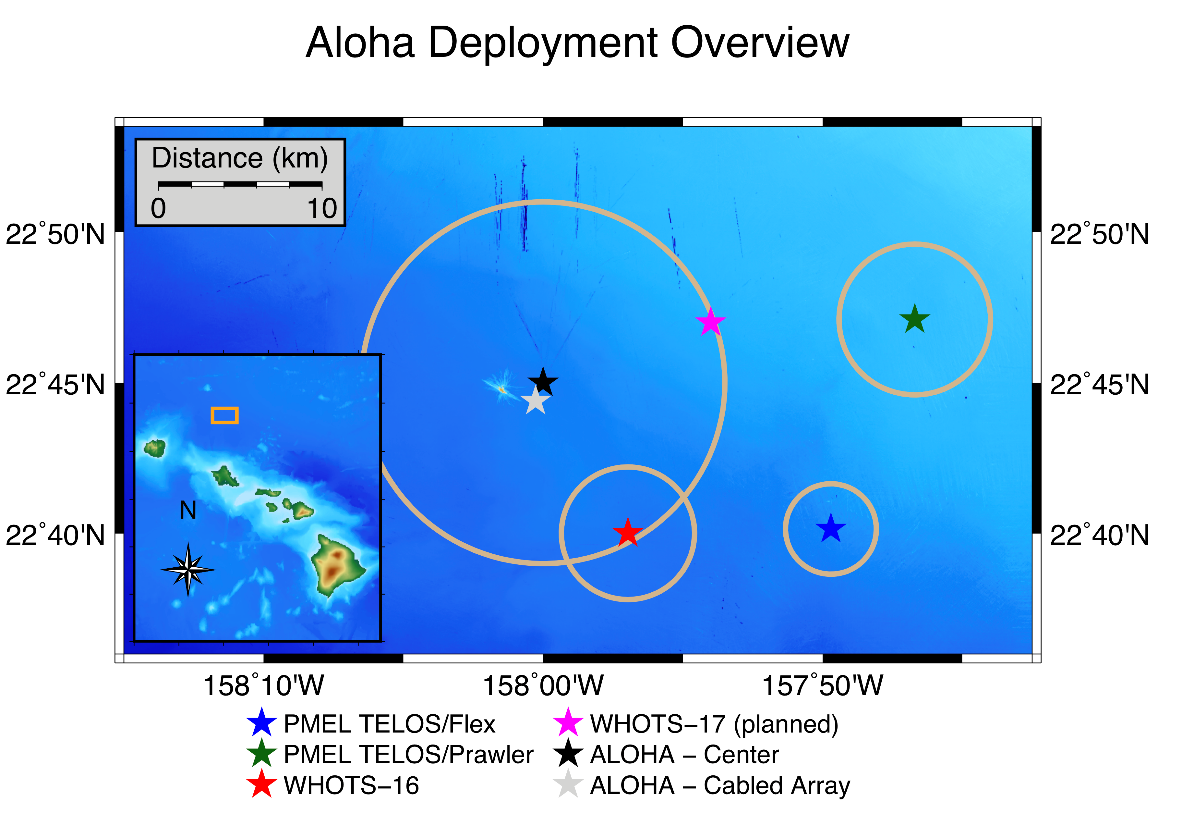 Aloha Deployment Overview
Distance (km)
0 10
22°50'N 22°50'N
22°45'N 22°45'N
N
22°40'N 22°40'N
158°10'W 158°00'W 157°50'W
PMEL TELOS/Flex WHOTS−17 (planned)
PMEL TELOS/Prawler ALOHA − Center
WHOTS−16 ALOHA − Cabled Array